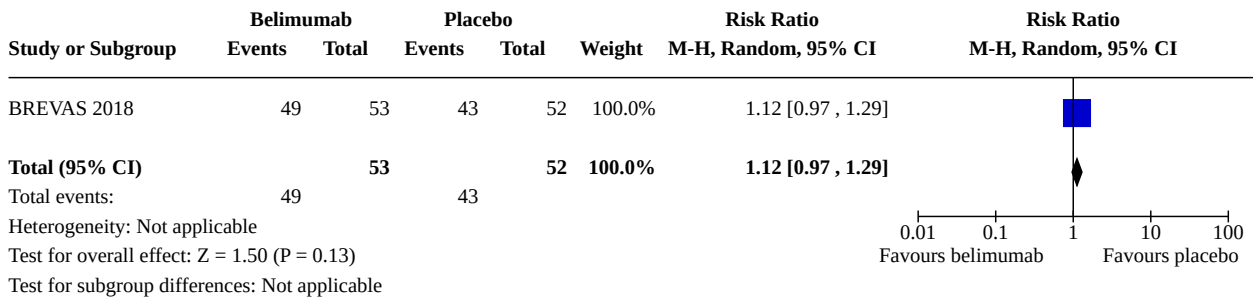 Belimumab Placebo Risk Ratio Risk Ratio
Study or Subgroup Events Total Events Total Weight M-H, Random, 95% CI M-H, Random, 95% CI
BREVAS 2018 49 53 43 52 100.0% 1.12 [0.97 , 1.29]
Total (95% CI) 53 52 100.0% 1.12 [0.97 , 1.29]
Total events: 49 43
Heterogeneity: Not applicable
0.01 0.1 1 10 100
Test for overall effect: Z = 1.50 (P = 0.13) Favours belimumab Favours placebo
Test for subgroup differences: Not applicable